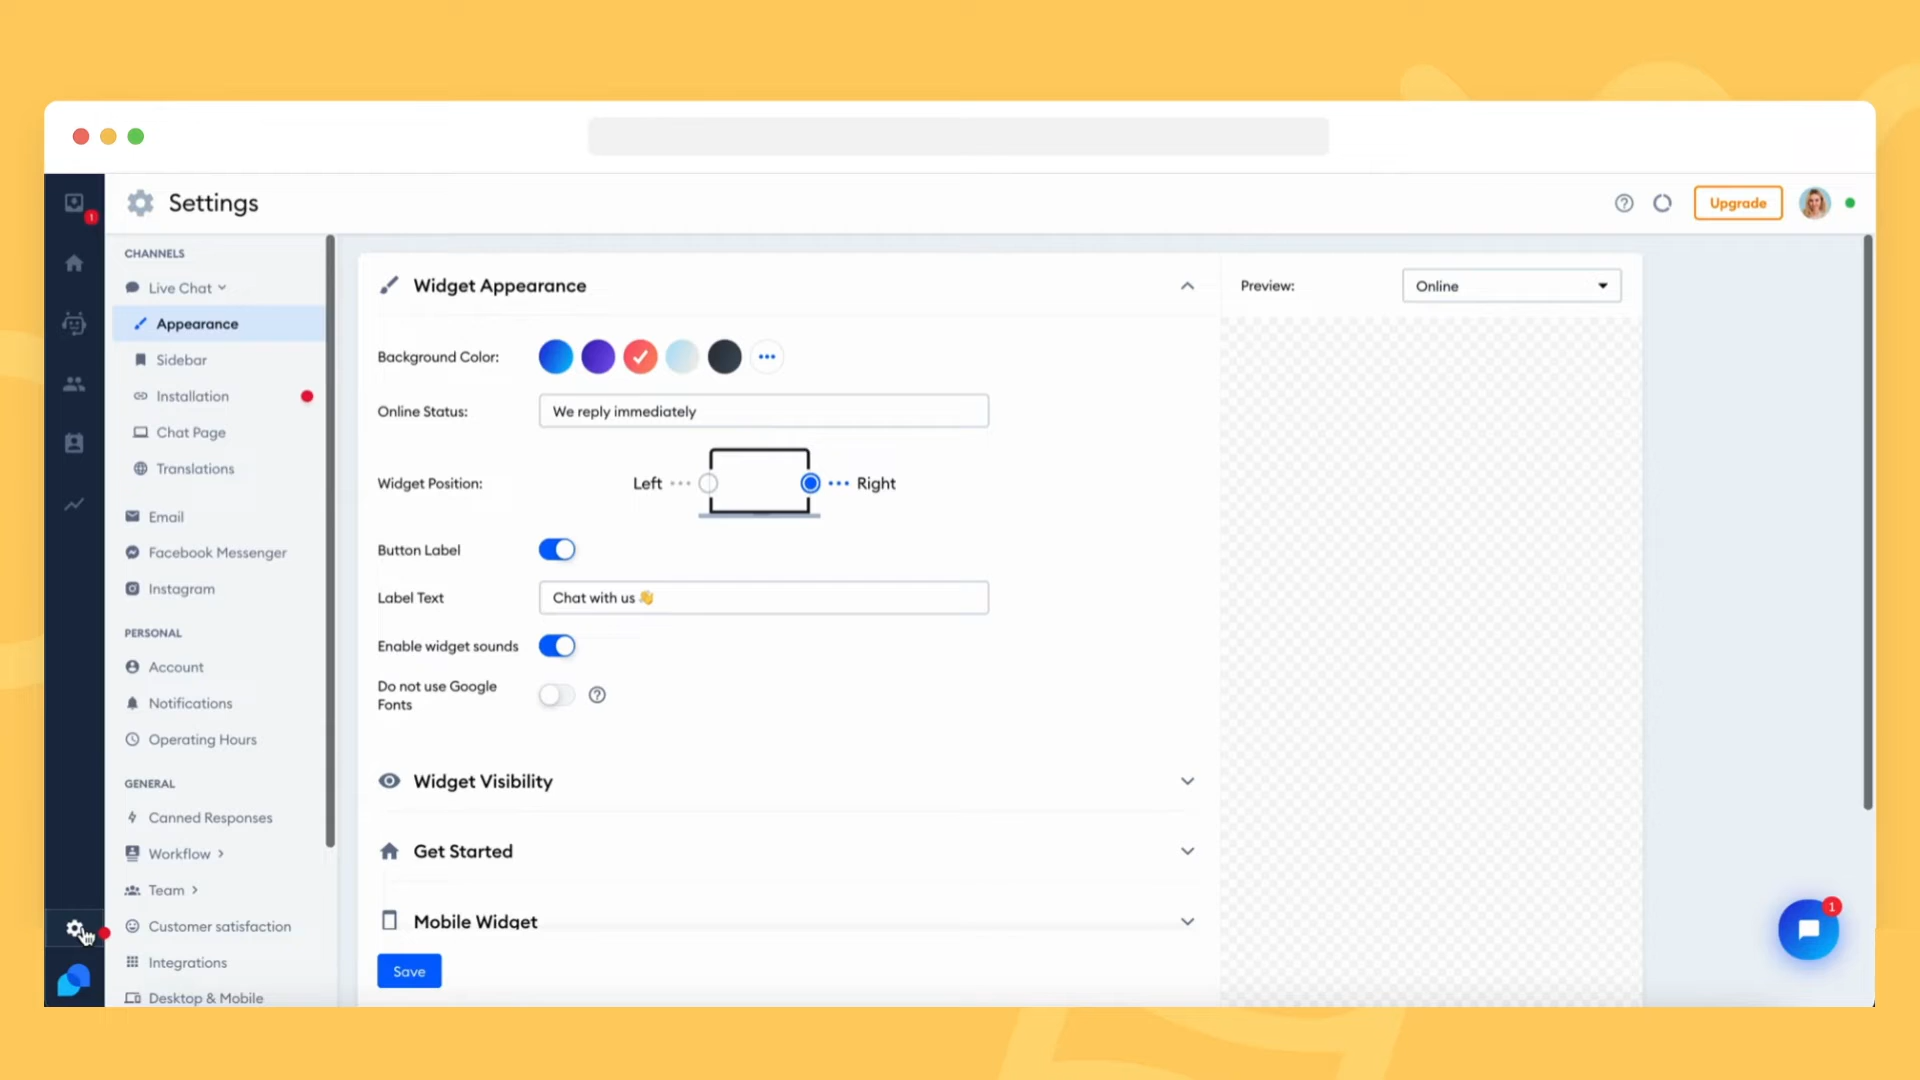 1
Settings
Upgrade
CHANNELS
Live Chat
Appearance
Sidebar
Installation
Chat Page
Translations
Email
Facebook Messenger
Instagram
PERSONAL
Account
Notifications
Operating Hours
GENERAL
Canned Responses
Workflow
Team
Customer satisfaction
Integrations
Desktop & Mobile
Widget Appearance
Background Color:
Online Status:
We reply immediately
Widget Position:
Left
Right
Button Label
Label Text
Chat with us 👋
Enable widget sounds
Do not use Google
Fonts
Widget Visibility
Get Started
Mobile Widget
Save
Preview:
Online
1